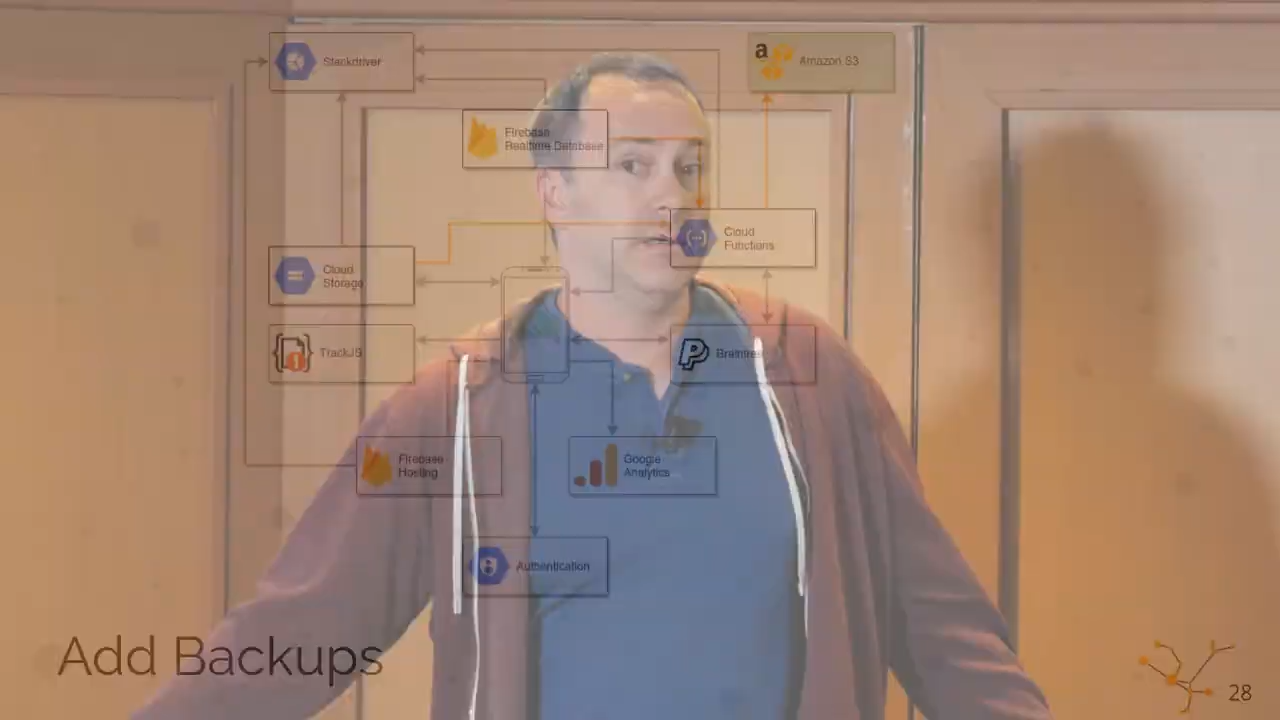 Stackdriver
a
Amazon S3
Firebase
Realtime Database
Cloud
Functions
Cloud
Storage
TrackJS
Braintree
Firebase
Hosting
Google
Analytics
Authentication
Add Backups
28